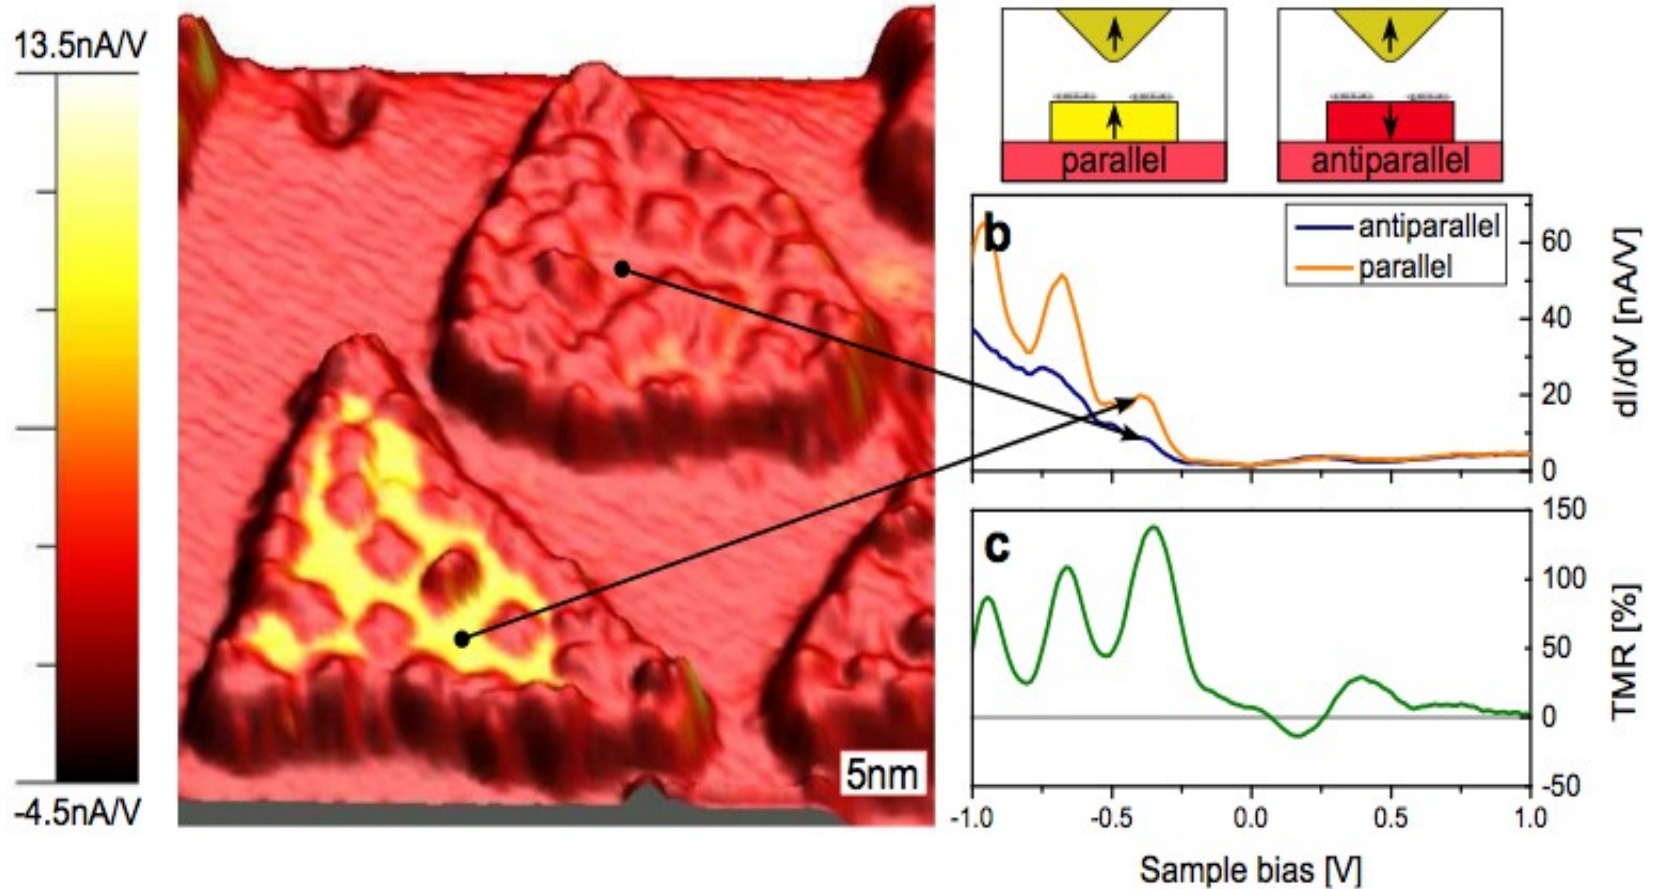 13.5nA/V
-4.5nA/V
5nm
parallel
antiparallel
b
antiparallel
parallel
60
40
20
0
dI/dV [nA/V]
c
150
100
50
0
-50
TMR [%]
-1.0
-0.5
0.0
0.5
1.0
Sample bias [V]